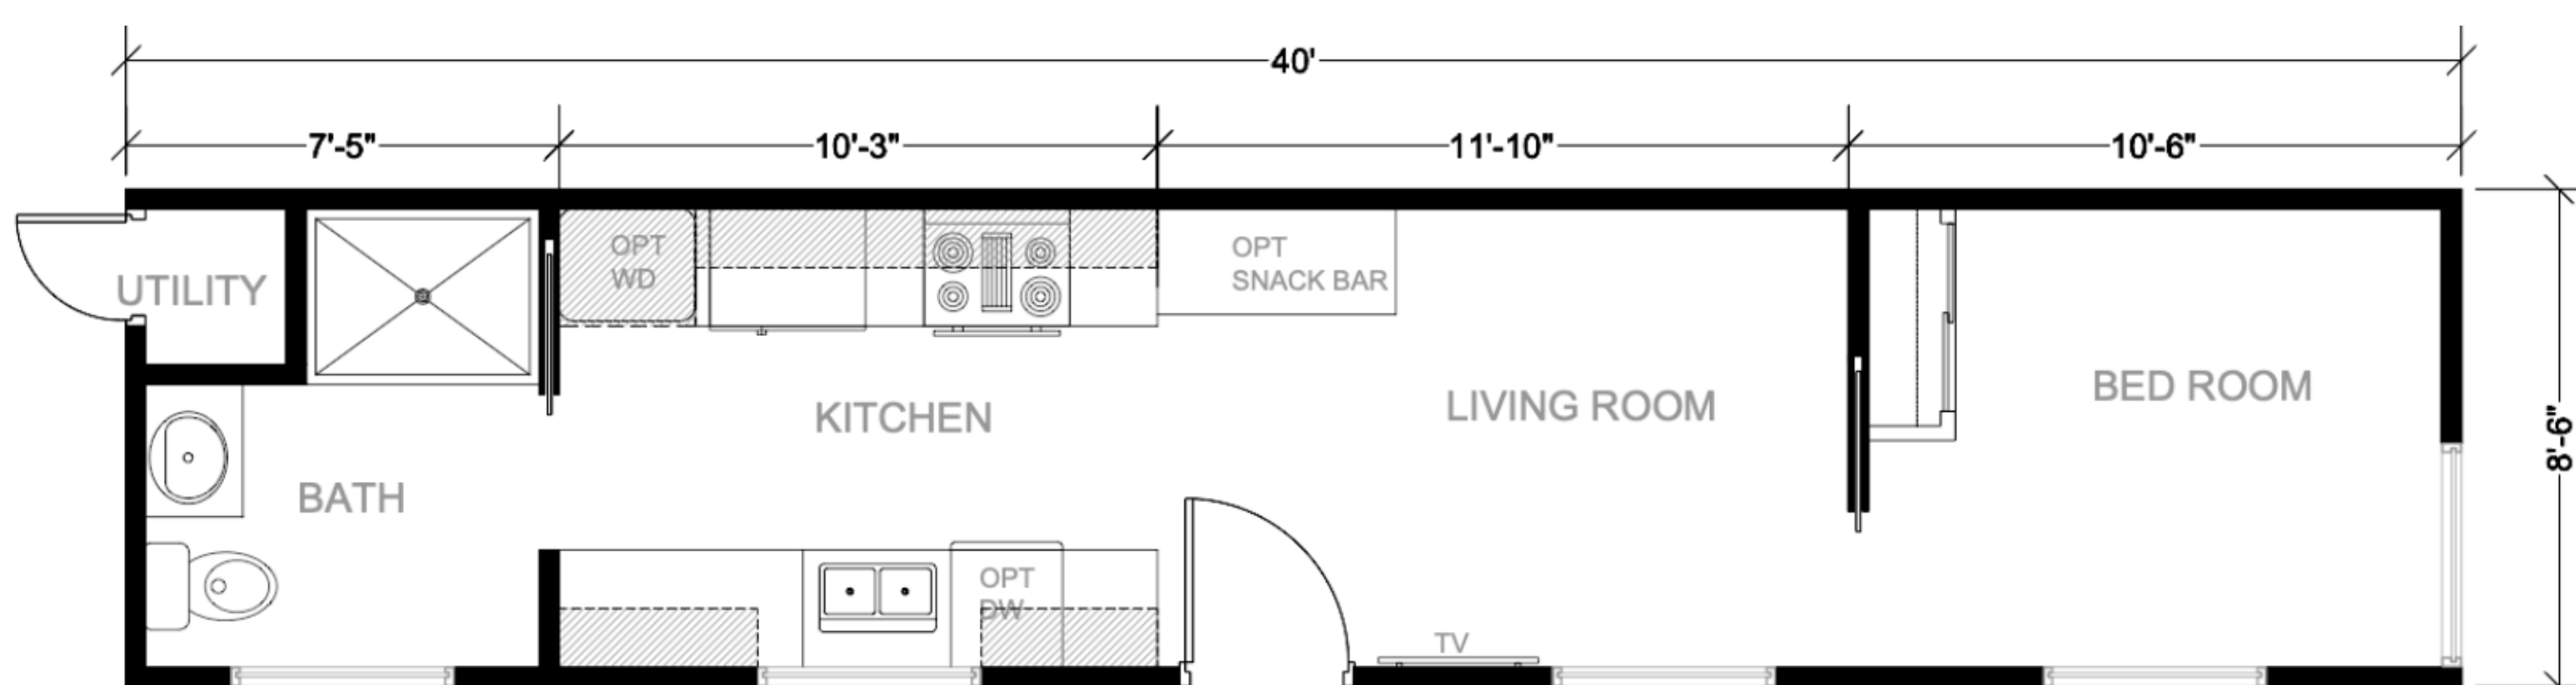 40'
7'-5"
10'-3"
11'-10"
10'-6"
8'-6"
UTILITY
OPT
WD
OPT
SNACK BAR
KITCHEN
LIVING ROOM
BED ROOM
BATH
OPT
DW
TV